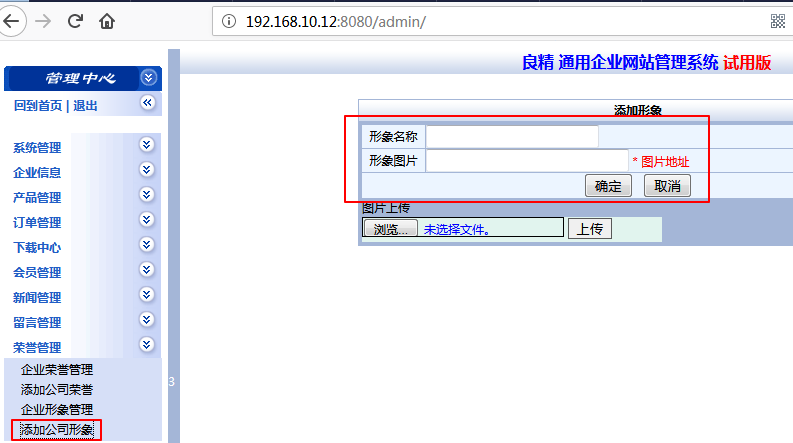 192.168.10.12:8080/admin/
管理中心
回到首页 | 退出
系统管理
企业信息
产品管理
订单管理
下载中心
会员管理
新闻管理
留言管理
荣誉管理
企业荣誉管理
添加公司荣誉
企业形象管理
添加公司形象
3
良精 通用企业网站管理系统 试用版
添加形象
形象名称
形象图片 * 图片地址
确定 取消
图片上传
浏览... 未选择文件。 上传